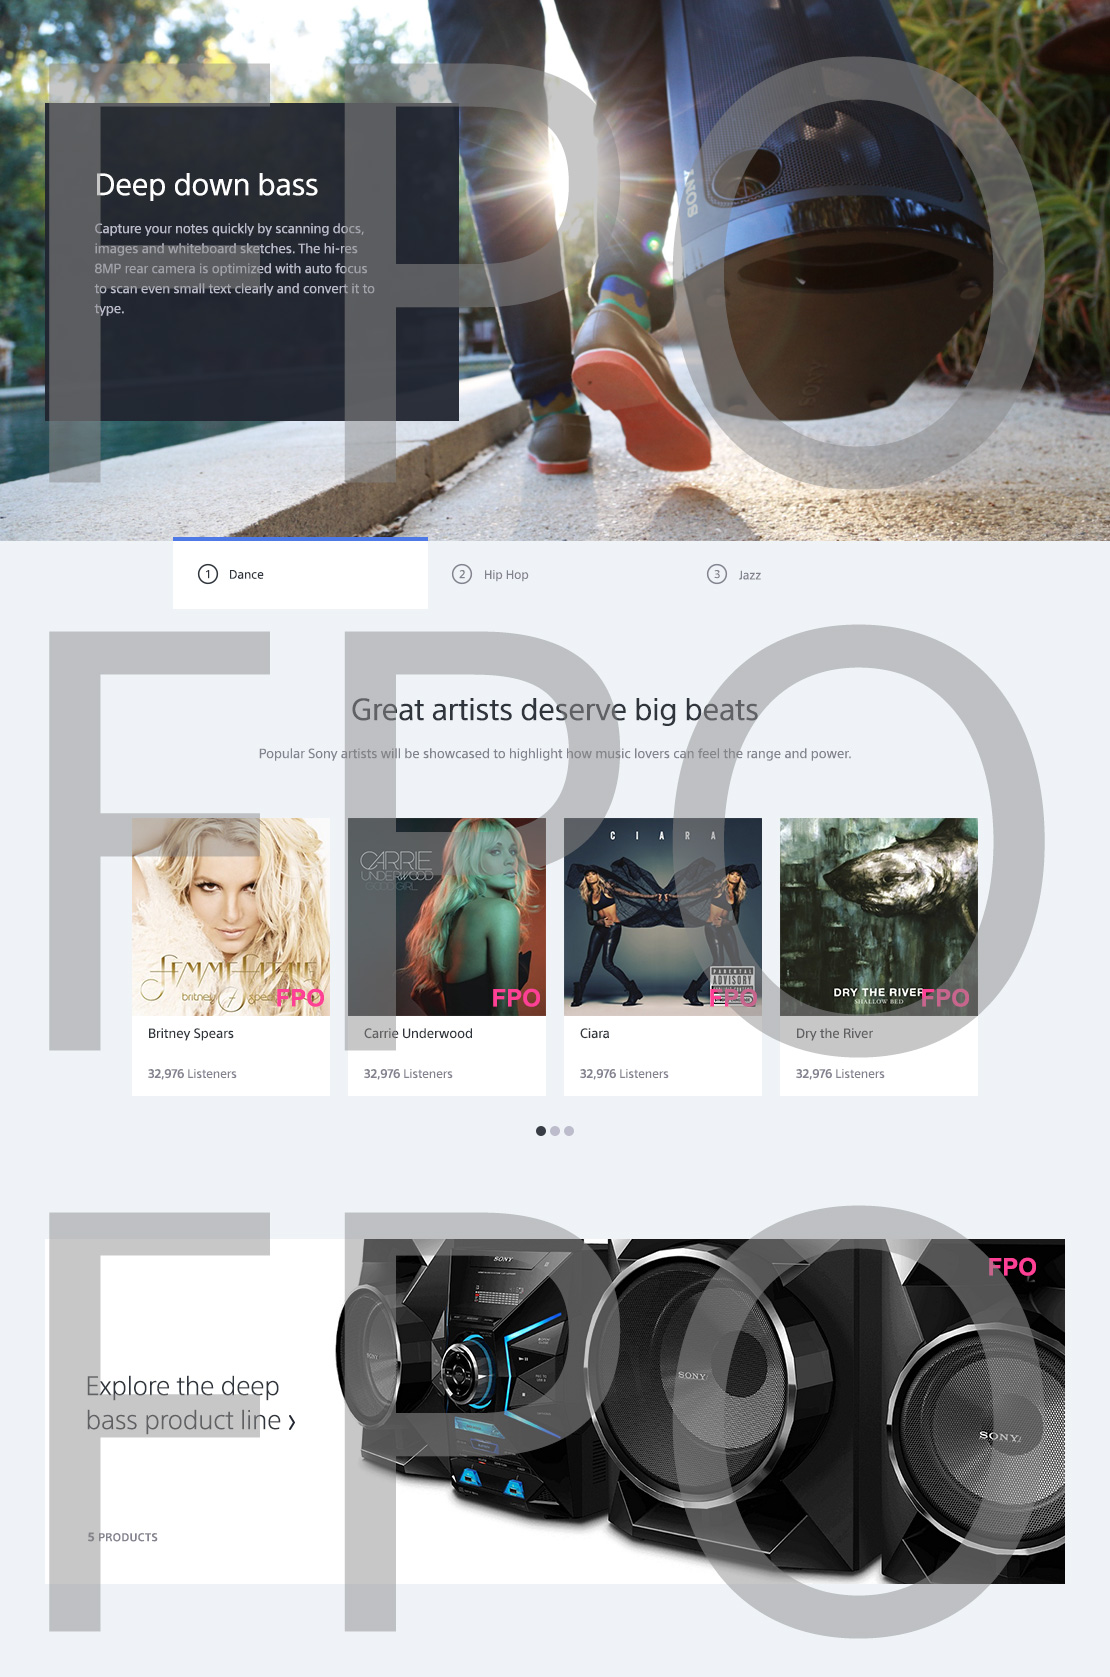 FPO
Deep down bass
Capture your notes quickly by scanning docs,
images and whiteboard sketches. The hi-res
8MP rear camera is optimized with auto focus
to scan even small text clearly and convert it to
type.
SONY
SONY
1 Dance
2 Hip Hop
3 Jazz
FPO
Great artists deserve big beats
Popular Sony artists will be showcased to highlight how music lovers can feel the range and power.
FEMME FATALE
britney spears
FPO
Britney Spears
32,976 Listeners
CARRIE
UNDERWOOD
GOOD GIRL
FPO
Carrie Underwood
32,976 Listeners
CIARA
PARENTAL
ADVISORY
FPO
Ciara
32,976 Listeners
DRY THE RIVER
SHALLOW BED
FPO
Dry the River
32,976 Listeners
FPO
Explore the deep
bass product line ›
5 PRODUCTS
SONY
SONY
SONY
SONY
FPO